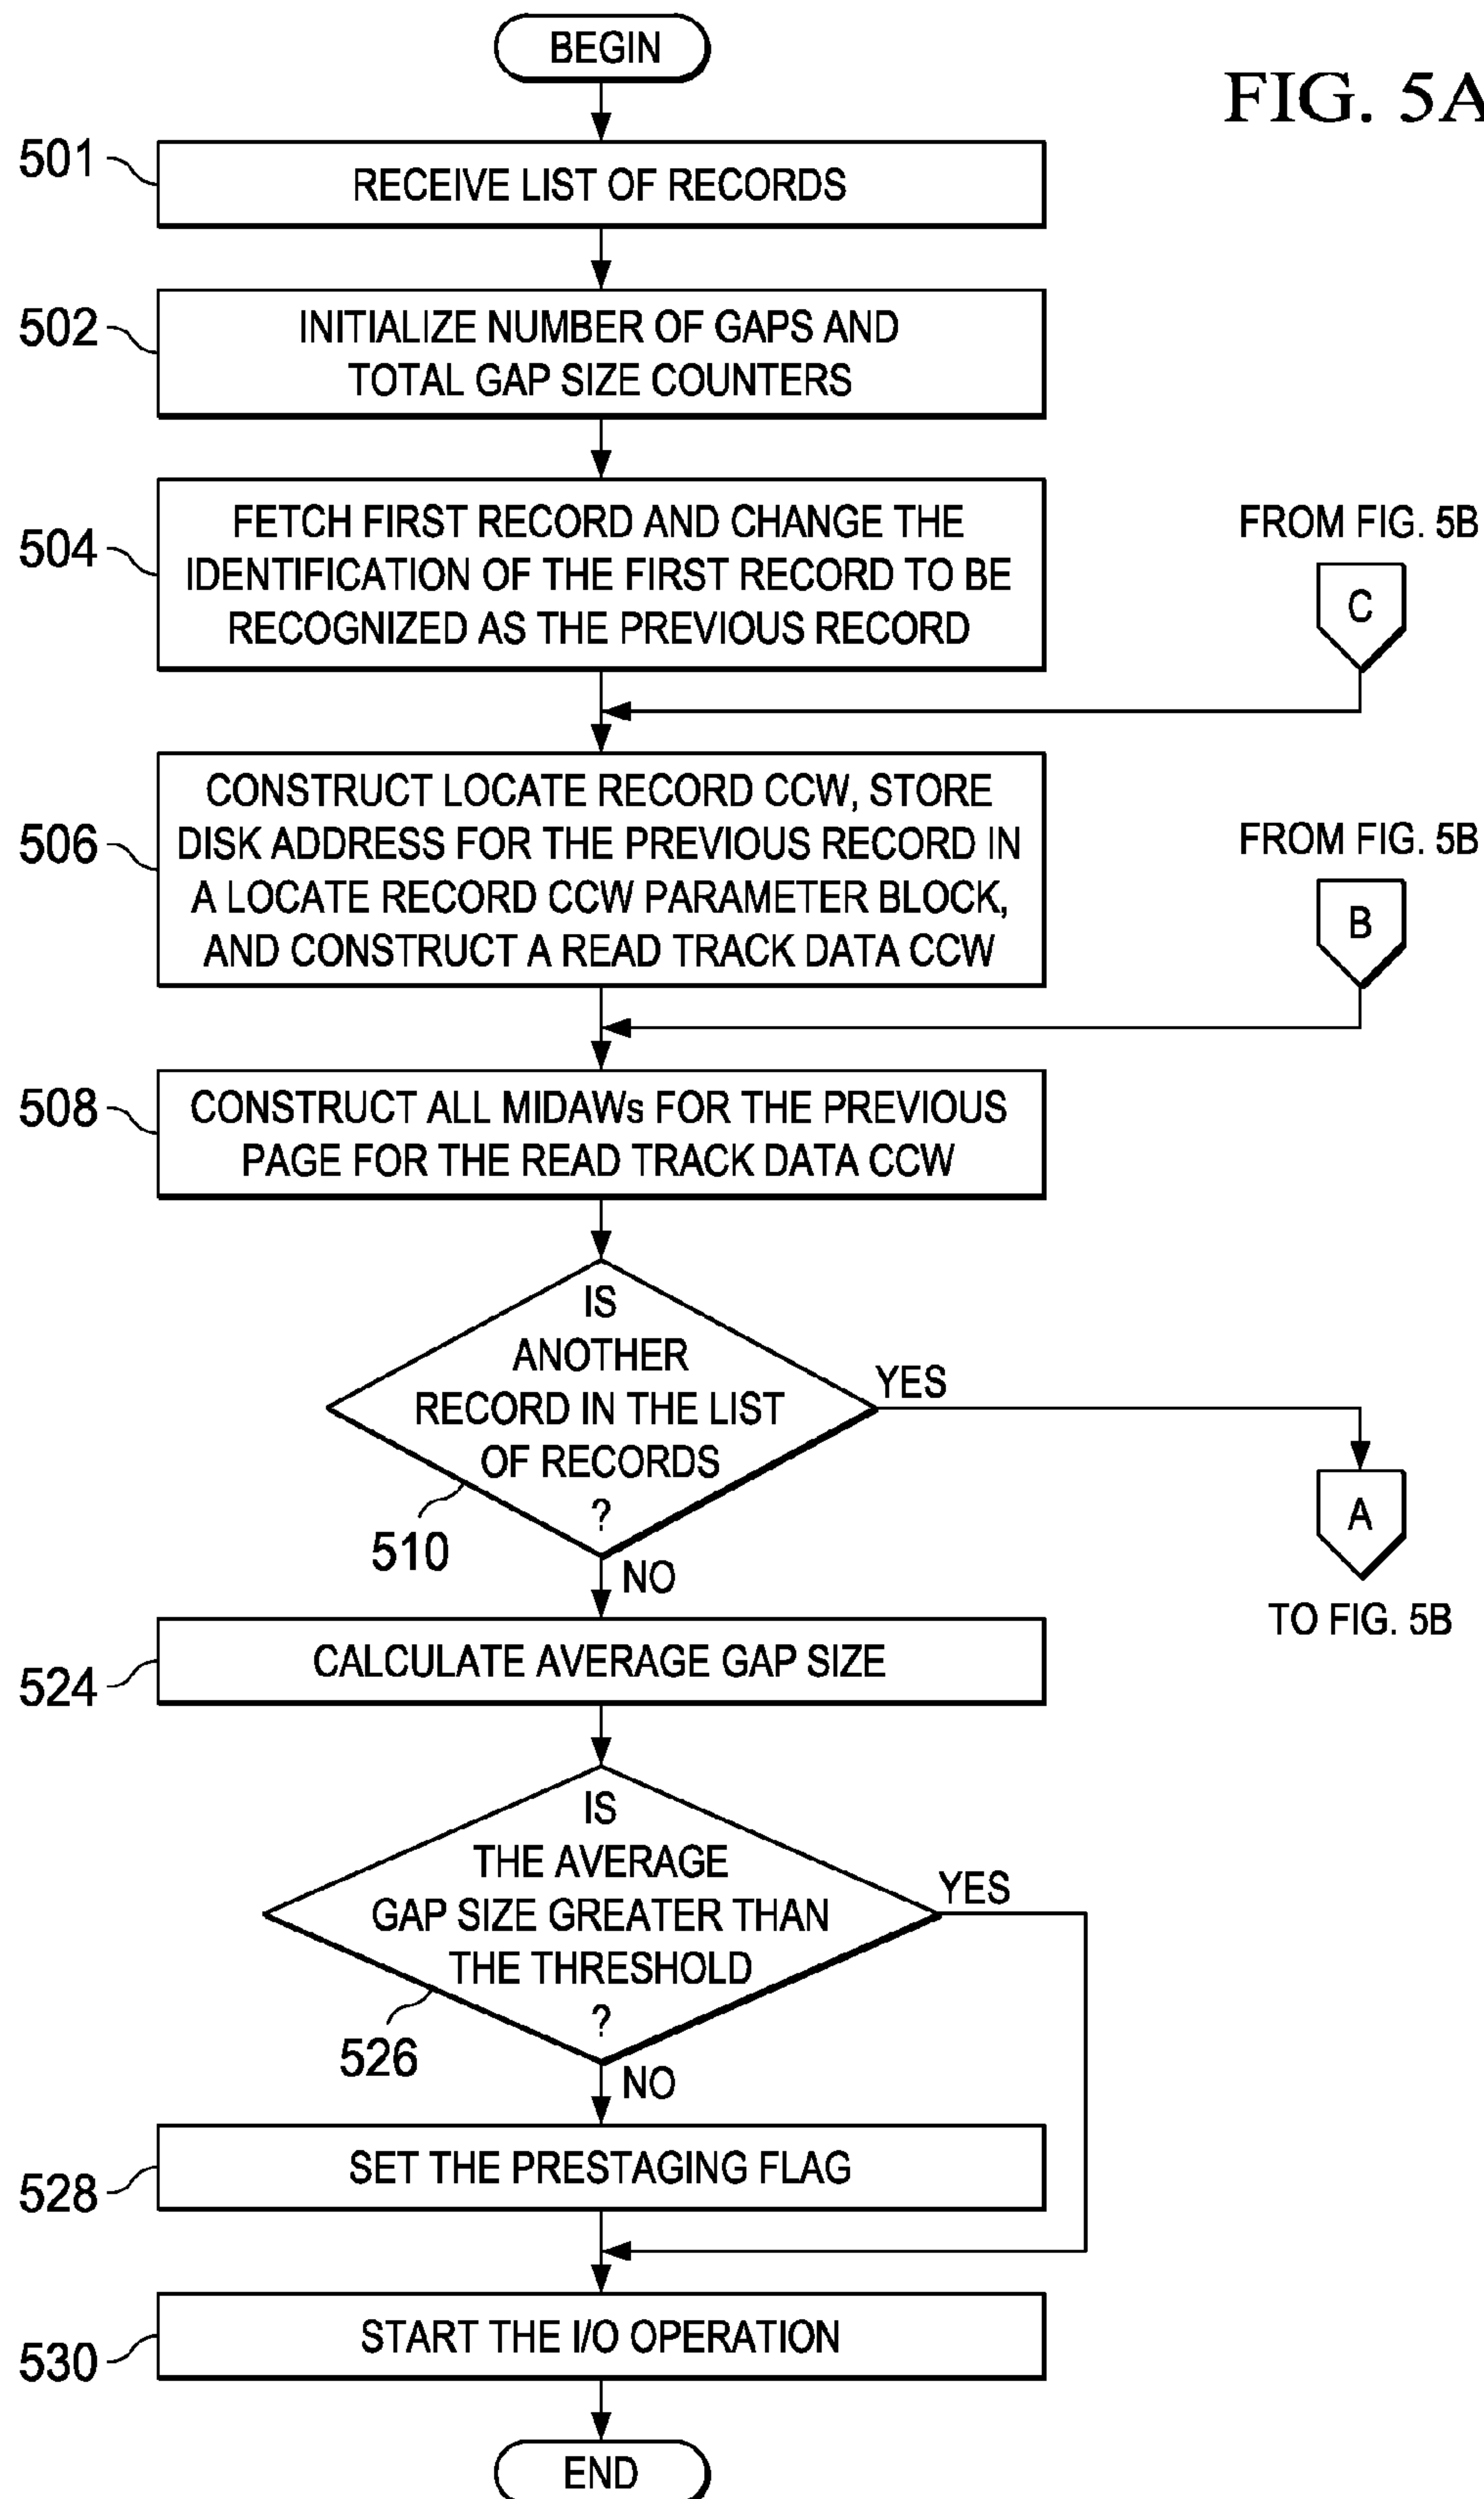 BEGIN
FIG. 5A
501
RECEIVE LIST OF RECORDS
502
INITIALIZE NUMBER OF GAPS AND
TOTAL GAP SIZE COUNTERS
504
FETCH FIRST RECORD AND CHANGE THE
IDENTIFICATION OF THE FIRST RECORD TO BE
RECOGNIZED AS THE PREVIOUS RECORD
FROM FIG. 5B
C
506
CONSTRUCT LOCATE RECORD CCW, STORE
DISK ADDRESS FOR THE PREVIOUS RECORD IN
A LOCATE RECORD CCW PARAMETER BLOCK,
AND CONSTRUCT A READ TRACK DATA CCW
FROM FIG. 5B
B
508
CONSTRUCT ALL MIDAWs FOR THE PREVIOUS
PAGE FOR THE READ TRACK DATA CCW
IS
ANOTHER
RECORD IN THE LIST
OF RECORDS
?
510
YES
A
TO FIG. 5B
NO
524
CALCULATE AVERAGE GAP SIZE
IS
THE AVERAGE
GAP SIZE GREATER THAN
THE THRESHOLD
?
526
YES
NO
528
SET THE PRESTAGING FLAG
530
START THE I/O OPERATION
END